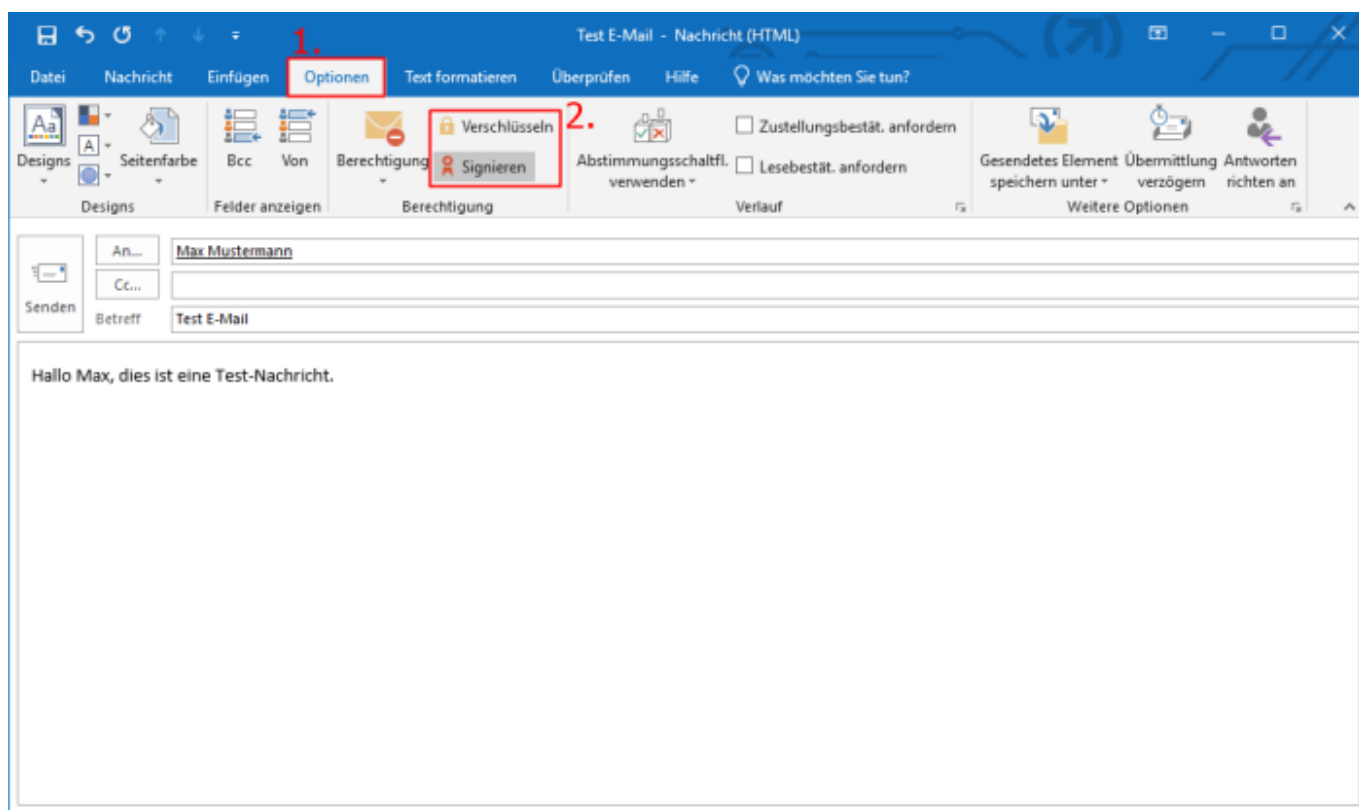 1.
Test E-Mail - Nachricht (HTML)
Datei Nachricht Einfügen Optionen Text formatieren Überprüfen Hilfe Was möchten Sie tun?
2.
Aa
A
Designs Seitenfarbe Bcc Von Berechtigung Verschlüsseln Signieren Abstimmungsschaltfl. verwenden Zustellungsbestät. anfordern
Lesebestät. anfordern
Gesendetes Element speichern unter Übermittlung verzögern Antworten richten an
Designs Felder anzeigen Berechtigung Verlauf Weitere Optionen
Senden
An... Max Mustermann
Cc...
Betreff Test E-Mail
Hallo Max, dies ist eine Test-Nachricht.